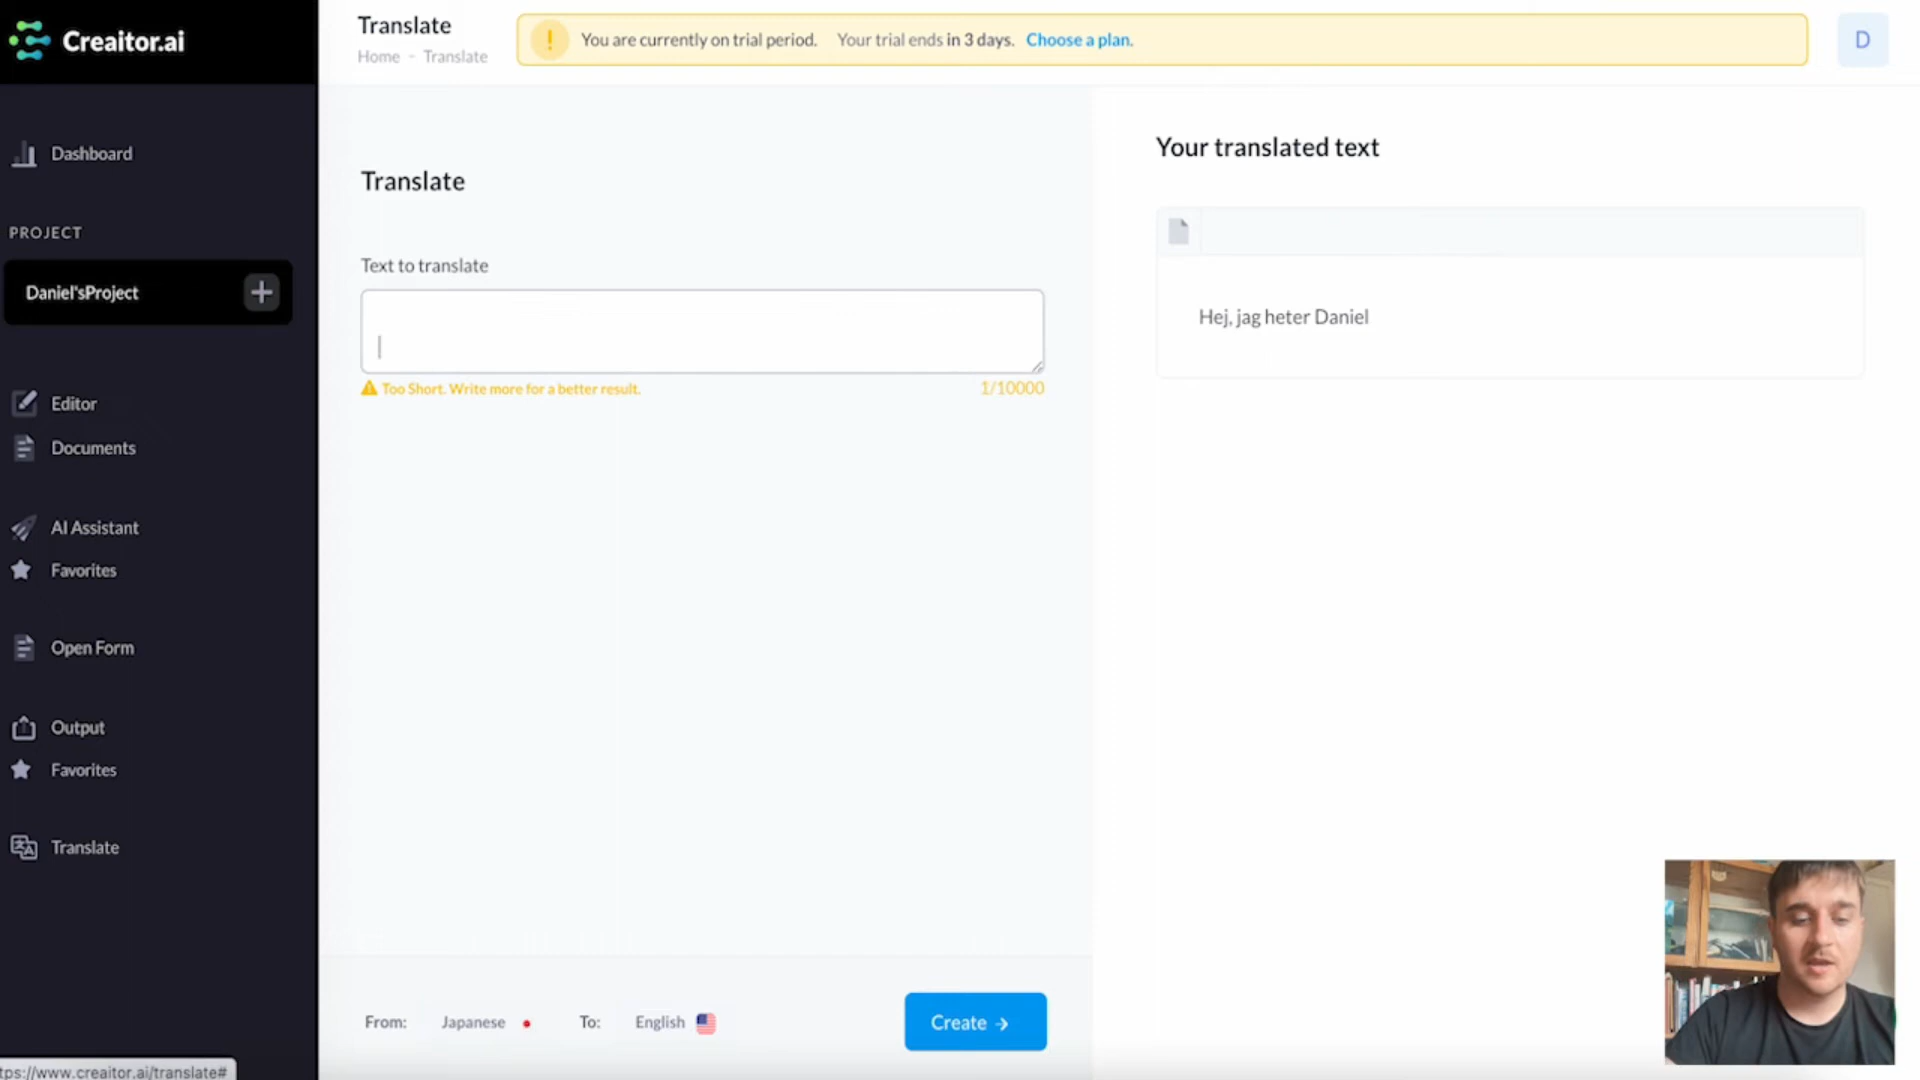 Creaitor.ai
Dashboard
PROJECT
Daniel'sProject
Editor
Documents
AI Assistant
Favorites
Open Form
Output
Favorites
Translate
tps://www.creaitor.ai/translate#
Translate
Home - Translate
You are currently on trial period. Your trial ends in 3 days. Choose a plan.
D
Translate
Text to translate
Too Short. Write more for a better result. 1/10000
From: Japanese To: English
Create →
Your translated text
Hej, jag heter Daniel